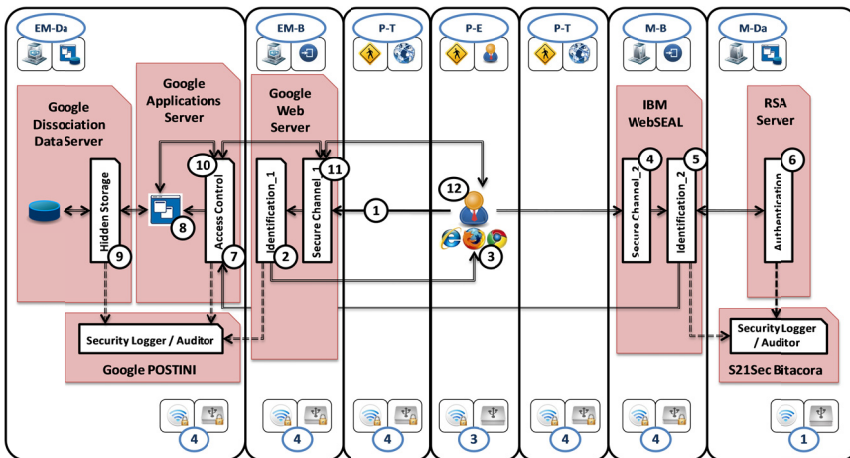 EM-Da
EM-B
P-T
P-E
P-T
M-B
M-Da
Google
Dissociation
DataServer
Google
Applications
Server
Google
Web
Server
IBM
WebSEAL
RSA
Server
Hidden Storage
Access Control
Identification_1
Secure Channel_1
Secure Channel_2
Identification_2
Authentication
1
2
3
4
5
6
7
8
9
10
11
12
Security Logger / Auditor
Google POSTINI
SecurityLogger
/ Auditor
S21Sec Bitacora
4
4
4
3
4
4
1